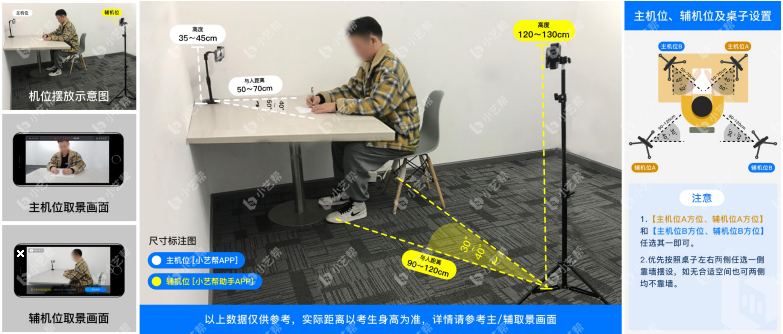 主机位
辅机位
机位摆放示意图
主机位取景画面
辅机位取景画面
高度
35～45cm
与人距离
50～70cm
40°
50°
高度
120～130cm
30°
40°
与人距离
90～120cm
尺寸标注图
主机位 [小艺帮APP]
辅机位 [小艺帮助手APP]
以上数据仅供参考，实际距离以考生身高为准，详情请参考主/辅取景画面
小艺帮
主机位、辅机位及桌子设置
主机位B
主机位A
辅机位A
辅机位B
注意
1.【主机位A方位、辅机位A方位】
和【主机位B方位、辅机位B方位】
任选其一即可。
2.优先按照桌子左右两侧任选一侧
靠墙摆设。如无合适空间也可两侧
均不靠墙。